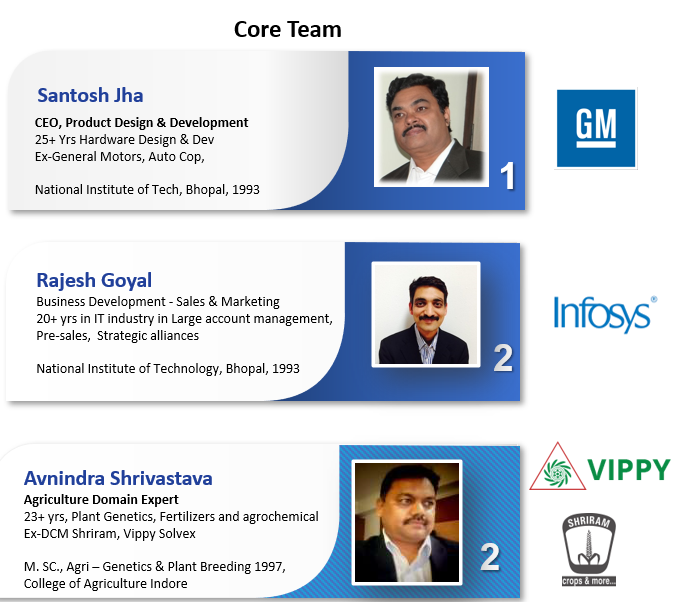 Core Team
Santosh Jha
CEO, Product Design & Development
25+ Yrs Hardware Design & Dev
Ex-General Motors, Auto Cop,
National Institute of Tech, Bhopal, 1993
1
GM
Rajesh Goyal
Business Development - Sales & Marketing
20+ yrs in IT industry in Large account management,
Pre-sales, Strategic alliances
National Institute of Technology, Bhopal, 1993
2
Infosys®
Avnindra Shrivastava
Agriculture Domain Expert
23+ yrs, Plant Genetics, Fertilizers and agrochemical
Ex-DCM Shriram, Vippy Solvex
M. SC., Agri – Genetics & Plant Breeding 1997,
College of Agriculture Indore
2
VIPPY
SHRIRAM
crops & more...